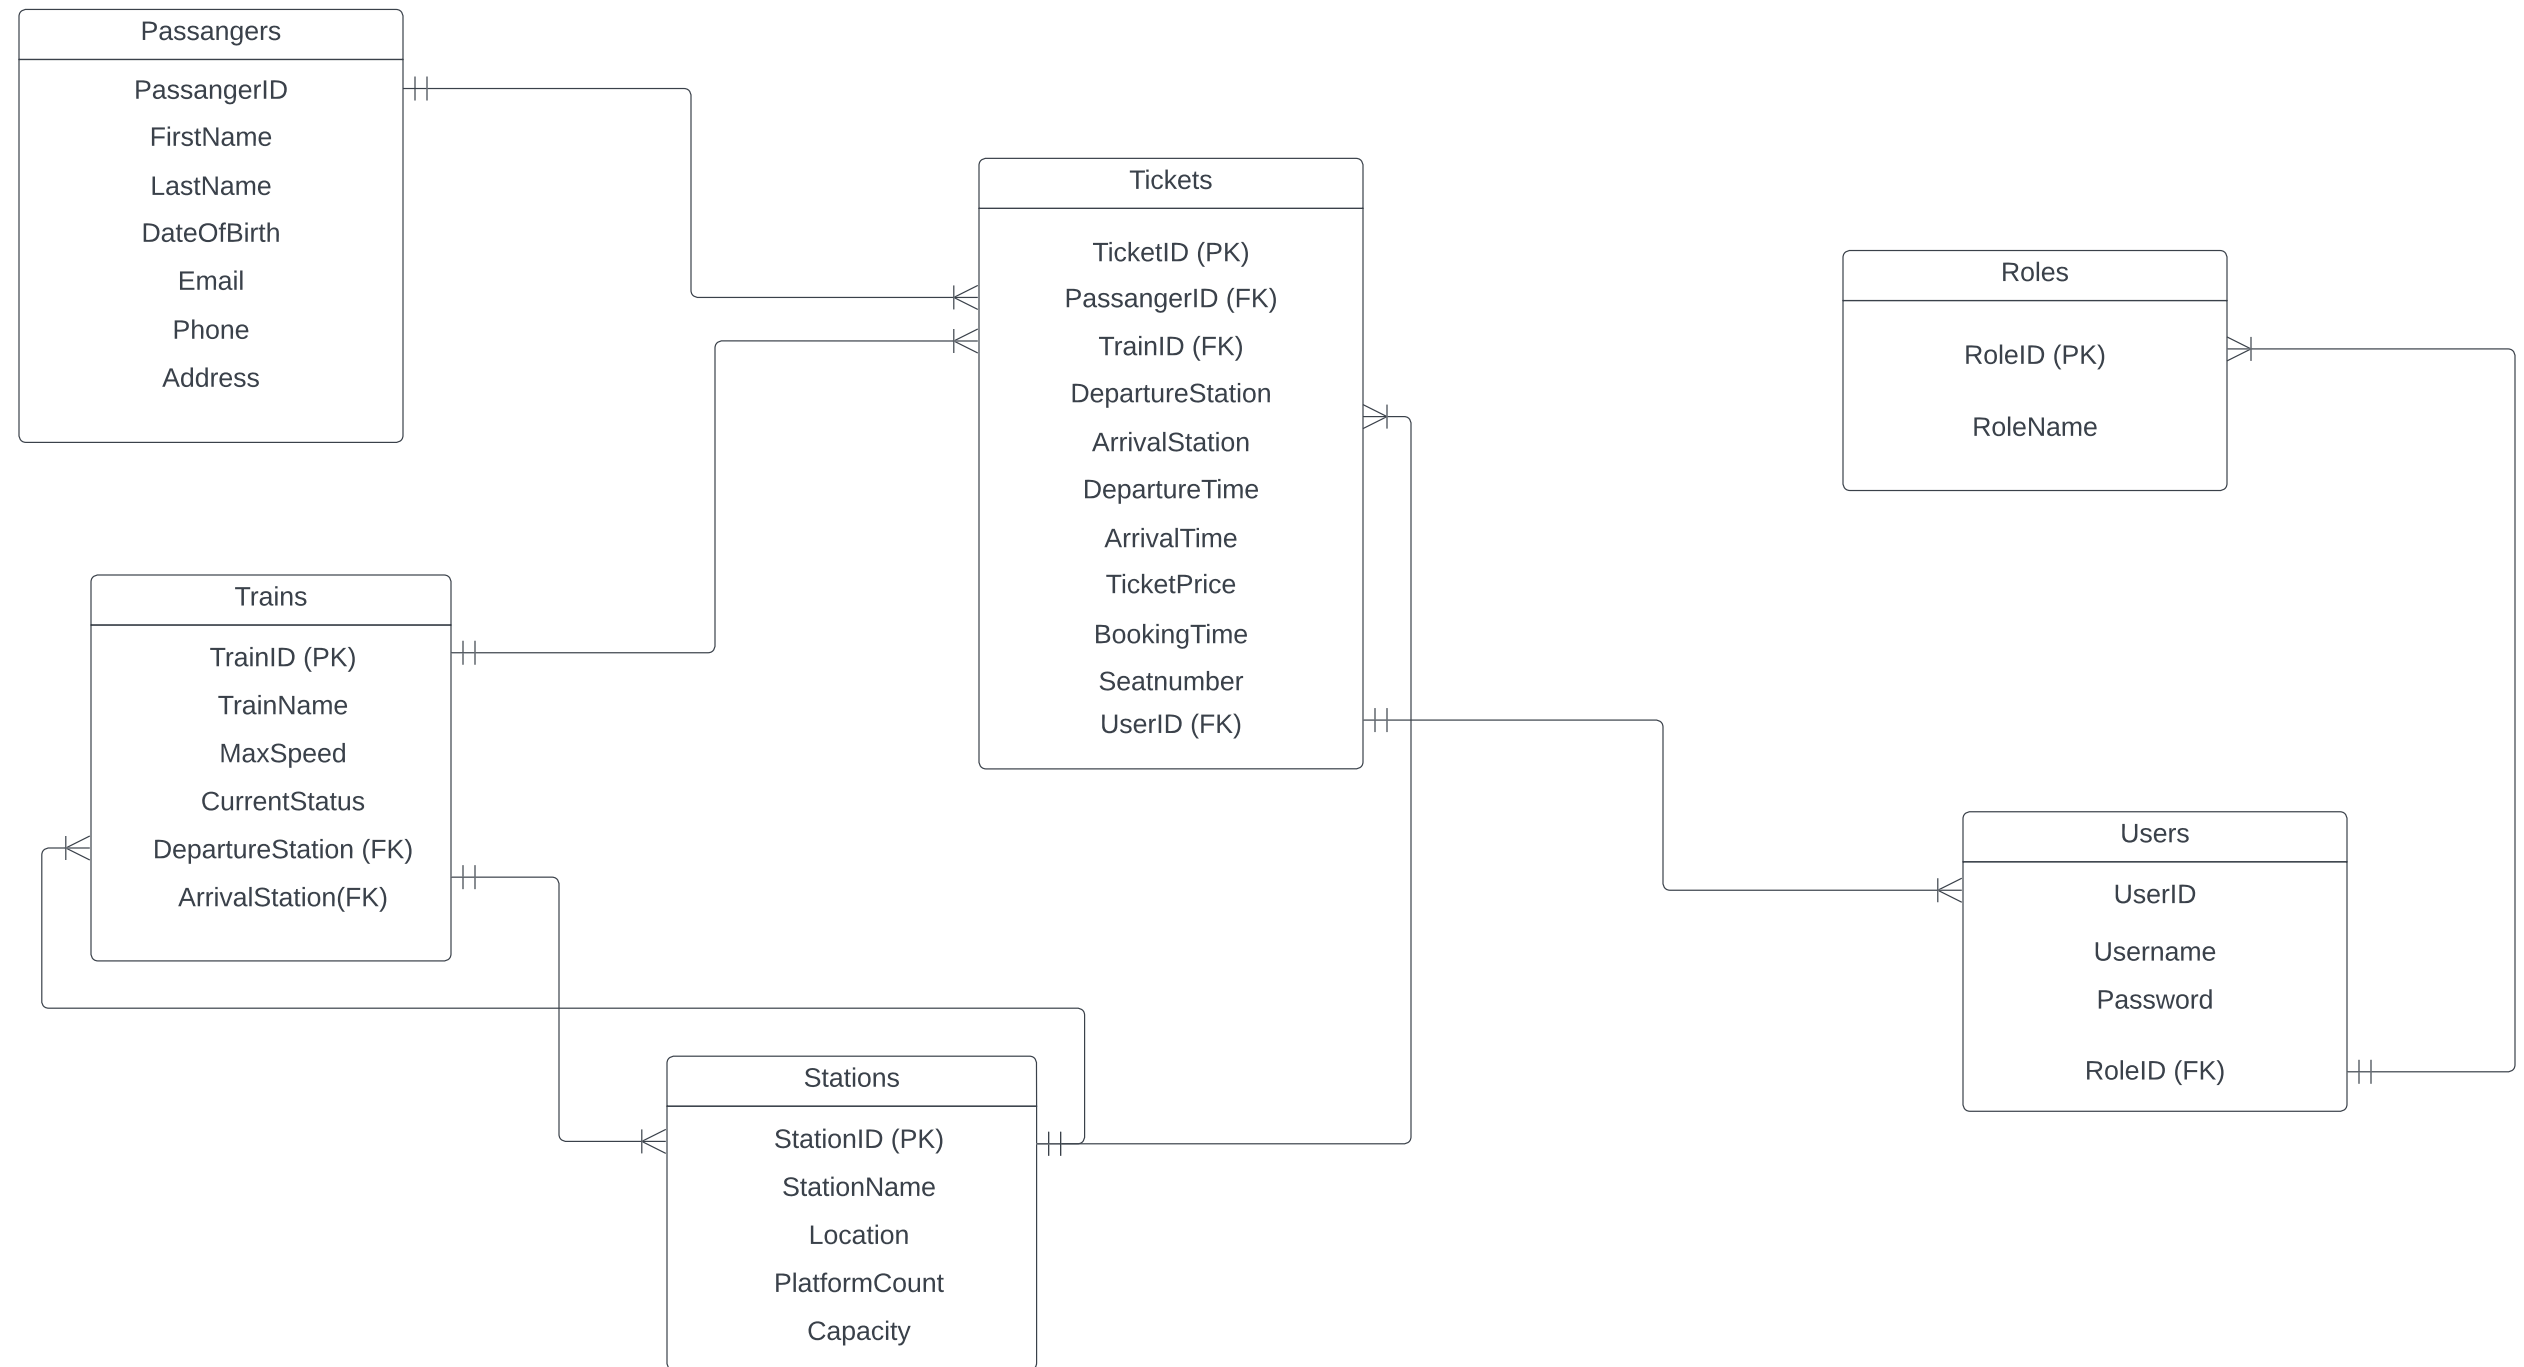 Passangers
PassangerID
FirstName
LastName
DateOfBirth
Email
Phone
Address
Tickets
TicketID (PK)
PassangerID (FK)
TrainID (FK)
DepartureStation
ArrivalStation
DepartureTime
ArrivalTime
TicketPrice
BookingTime
Seatnumber
UserID (FK)
Roles
RoleID (PK)
RoleName
Trains
TrainID (PK)
TrainName
MaxSpeed
CurrentStatus
DepartureStation (FK)
ArrivalStation(FK)
Users
UserID
Username
Password
RoleID (FK)
Stations
StationID (PK)
StationName
Location
PlatformCount
Capacity